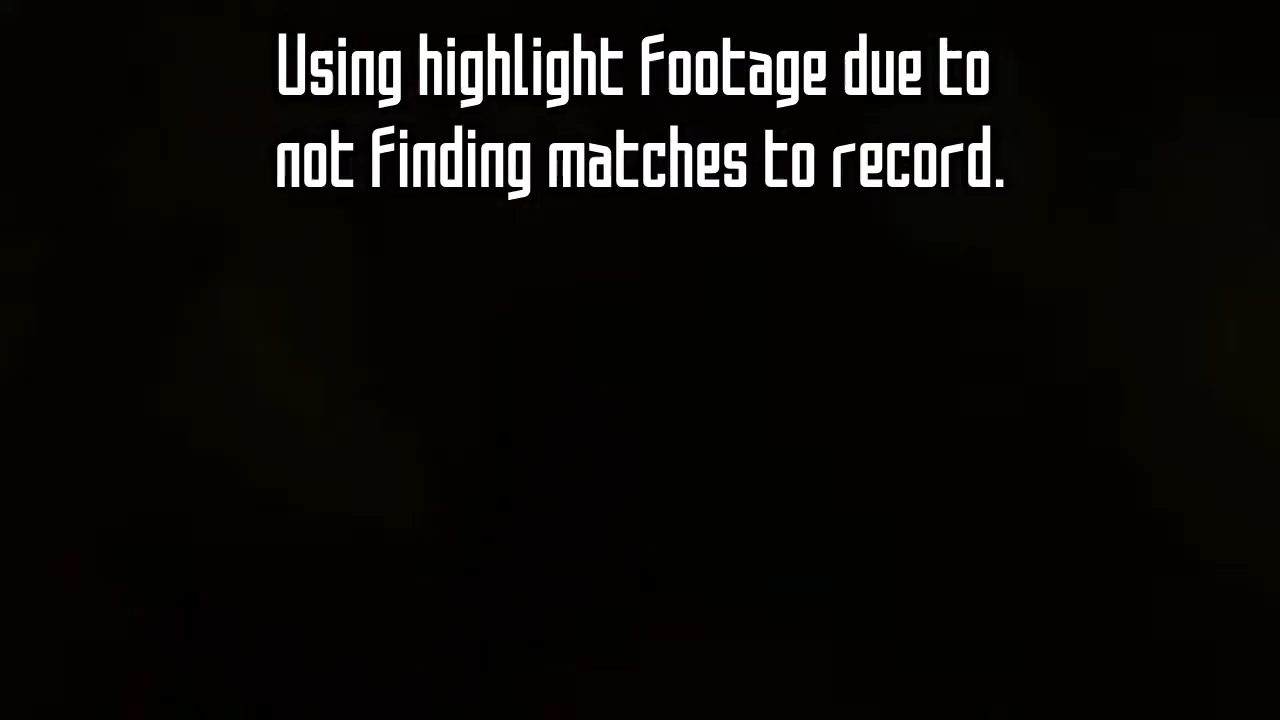 Using highlight footage due to
not finding matches to record.